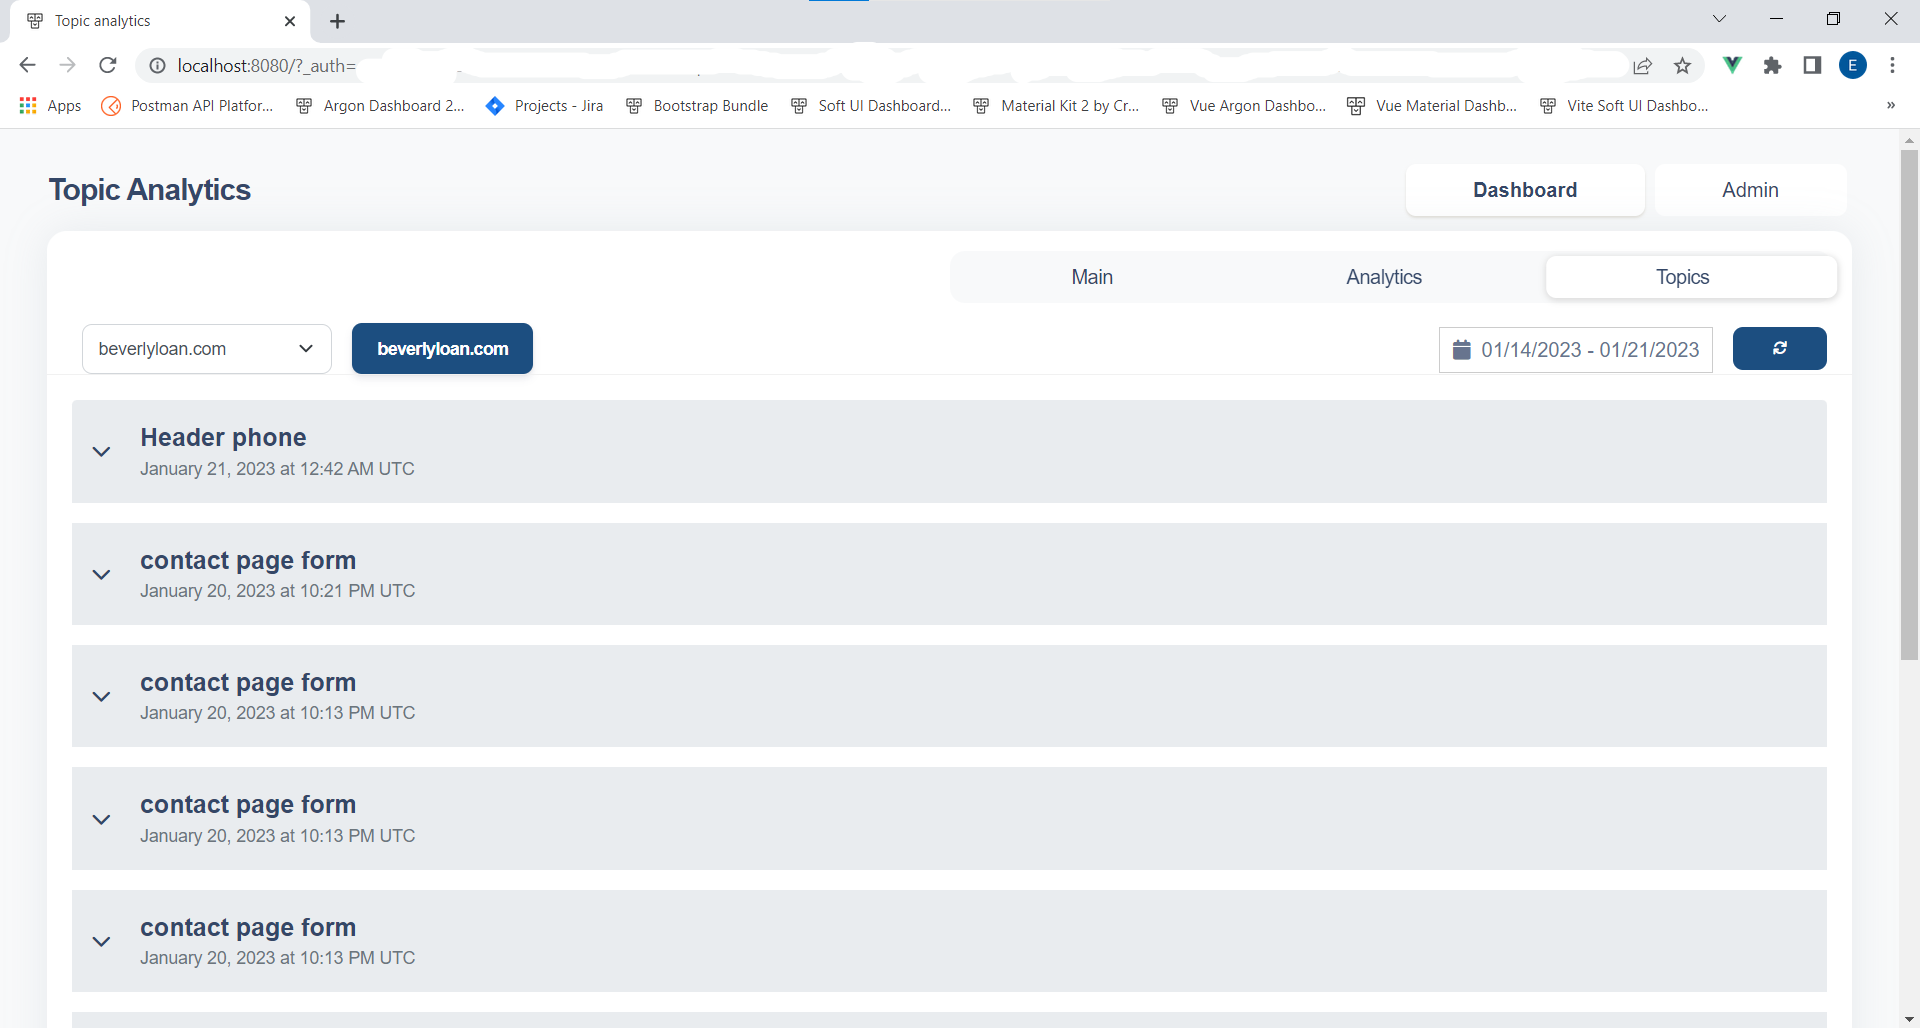 Topic analytics
localhost:8080/?_auth=
E
Apps Postman API Platfor... Argon Dashboard 2... Projects - Jira Bootstrap Bundle Soft UI Dashboard... Material Kit 2 by Cr... Vue Argon Dashbo... Vue Material Dashb... Vite Soft UI Dashbo... »
Topic Analytics
Dashboard Admin
Main Analytics Topics
beverlyloan.com beverlyloan.com 01/14/2023 - 01/21/2023
Header phone
January 21, 2023 at 12:42 AM UTC
contact page form
January 20, 2023 at 10:21 PM UTC
contact page form
January 20, 2023 at 10:13 PM UTC
contact page form
January 20, 2023 at 10:13 PM UTC
contact page form
January 20, 2023 at 10:13 PM UTC